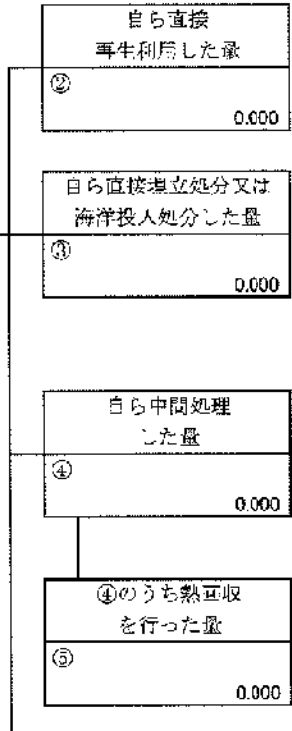 自ら直接
再生利用した量
②
0.000
自ら直接埋立処分又は
海洋投入処分した量
③
0.000
自ら中間処理
した量
④
0.000
④のうち熱回収
を行った量
⑤
0.000